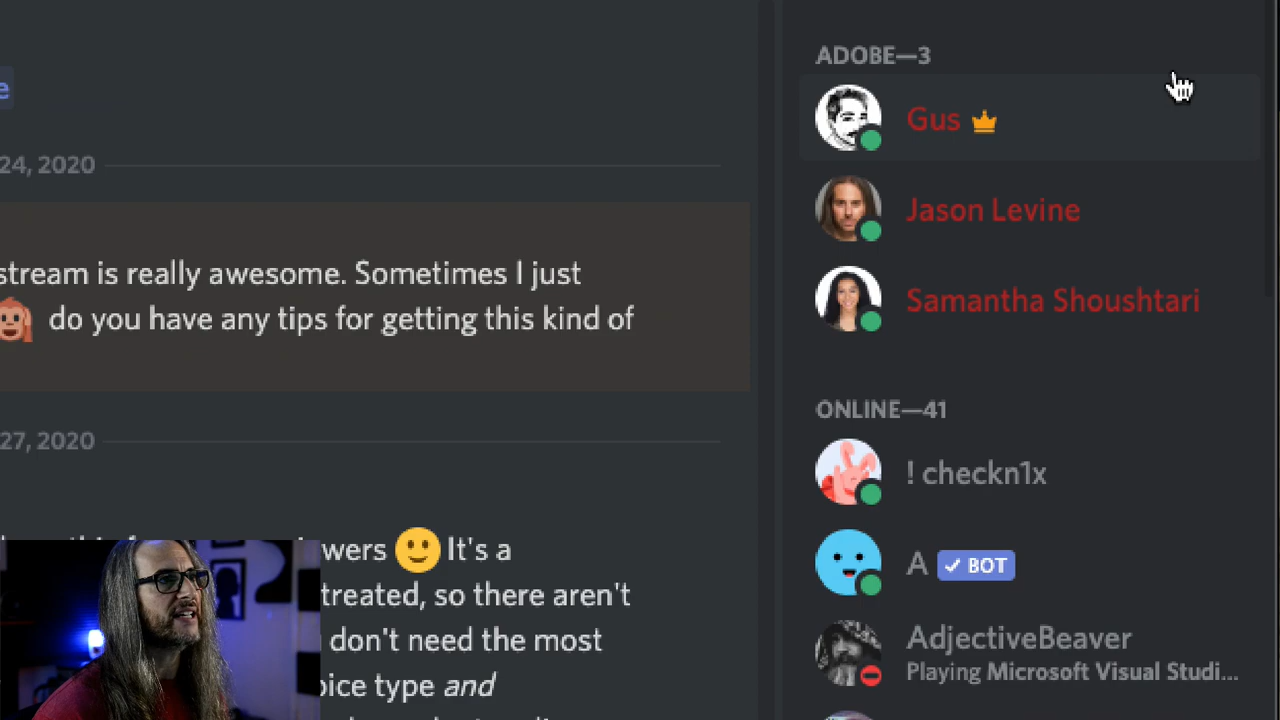 e
24, 2020
stream is really awesome. Sometimes I just
do you have any tips for getting this kind of
27, 2020
wers It's a
treated, so there aren't
don't need the most
oice type and
ADOBE—3
Gus
Jason Levine
Samantha Shoushtari
ONLINE—41
! checkn1x
A BOT
AdjectiveBeaver
Playing Microsoft Visual Studi...